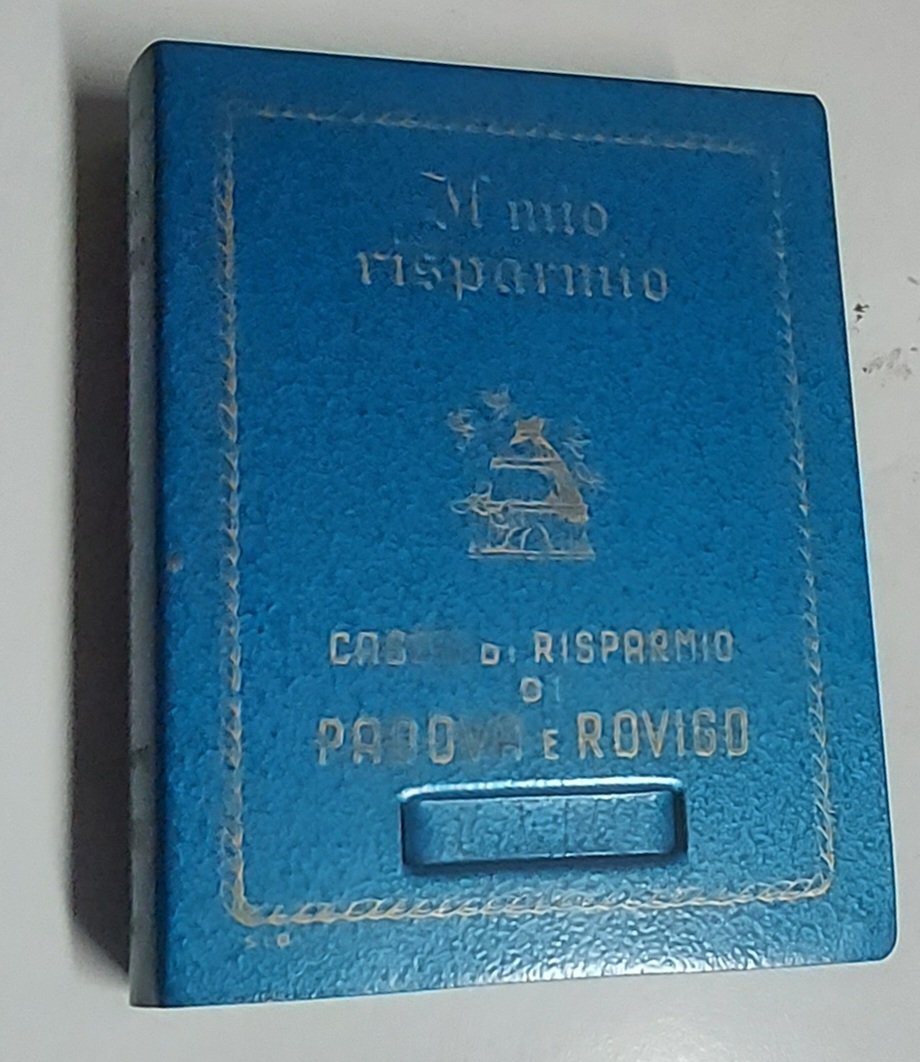 Il mio
risparmio
CASSA DI RISPARMIO
DI
PADOVA E ROVIGO